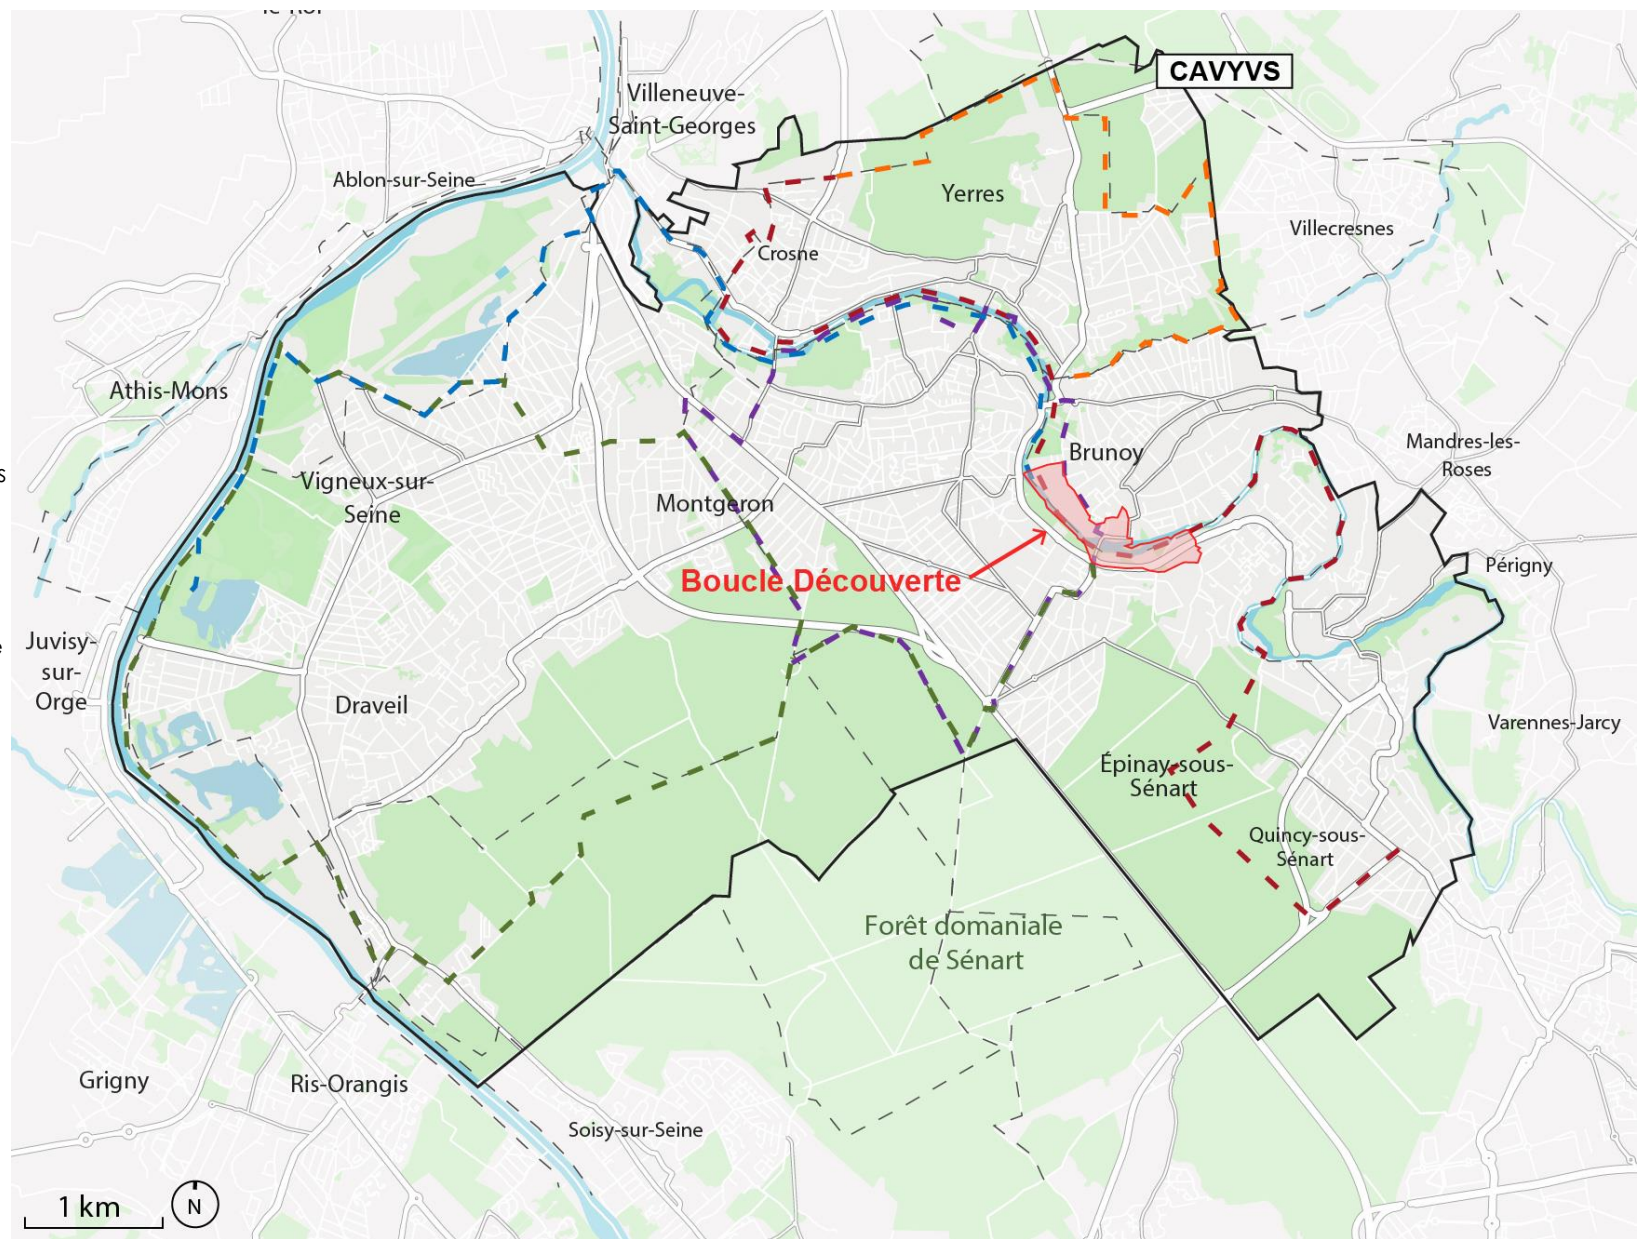 CAVYVS
Villeneuve-
Saint-Georges
Ablon-sur-Seine
Yerres
Villecresnes
Crosne
Athis-Mons
Brunoy
Mandres-les-
Roses
Vigneux-sur-
Seine
Montgeron
Périgny
Boucle Découverte
Juvisy-
sur-
Orge
Draveil
Varennes-Jarcy
Épinay-sous-
Sénart
Quincy-sous-
Sénart
Forêt domaniale
de Sénart
Grigny
Ris-Orangis
Soisy-sur-Seine
1 km
N